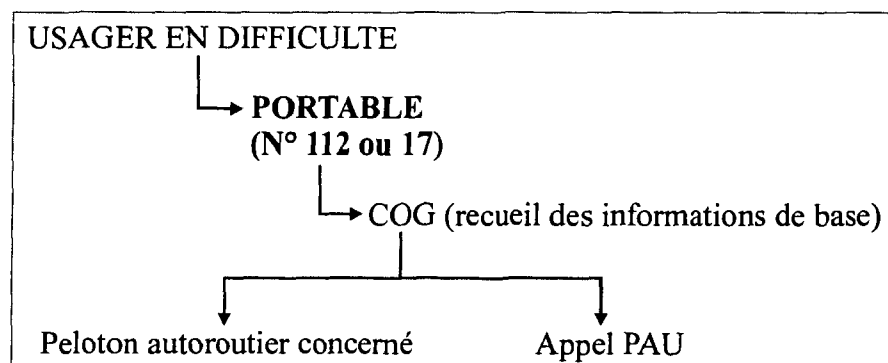 USAGER EN DIFFICULTE
PORTABLE
(N° 112 ou 17)
COG (recueil des informations de base)
Peloton autoroutier concerné
Appel PAU